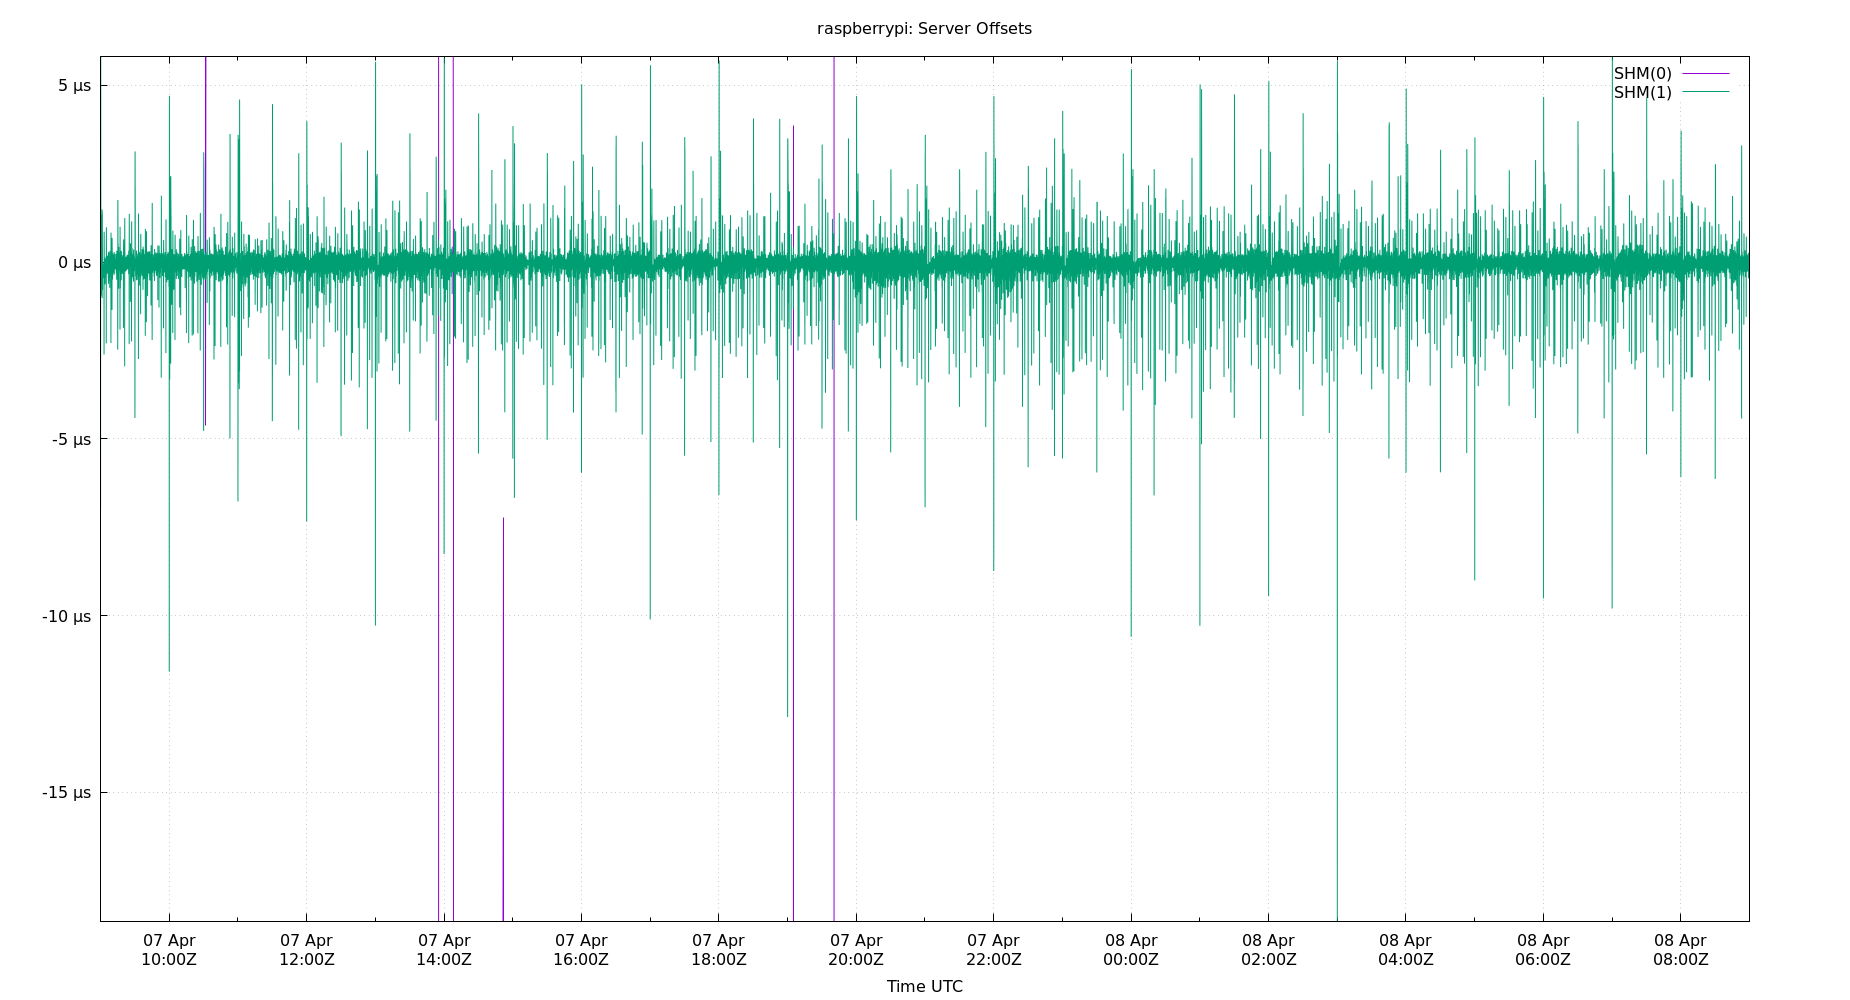 raspberrypi: Server Offsets
SHM(0)
SHM(1)
5 µs
0 µs
-5 µs
-10 µs
-15 µs
07 Apr 07 Apr 07 Apr 07 Apr 07 Apr 07 Apr 07 Apr 08 Apr 08 Apr 08 Apr 08 Apr 08 Apr
10:00Z 12:00Z 14:00Z 16:00Z 18:00Z 20:00Z 22:00Z 00:00Z 02:00Z 04:00Z 06:00Z 08:00Z
Time UTC